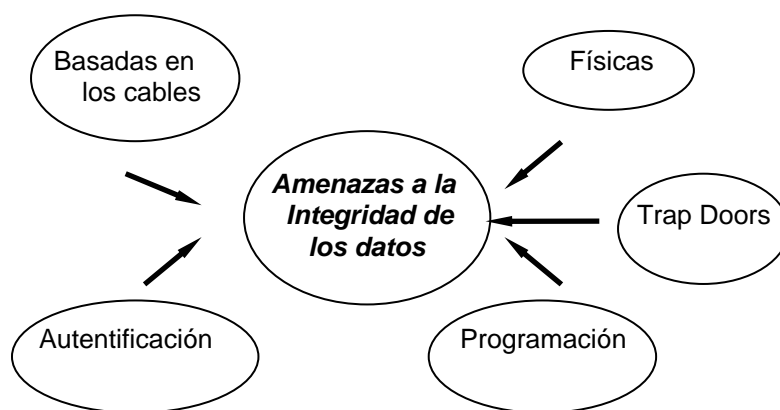 Basadas en
los cables
Físicas
Amenazas a la
Integridad de
los datos
Trap Doors
Autentificación
Programación